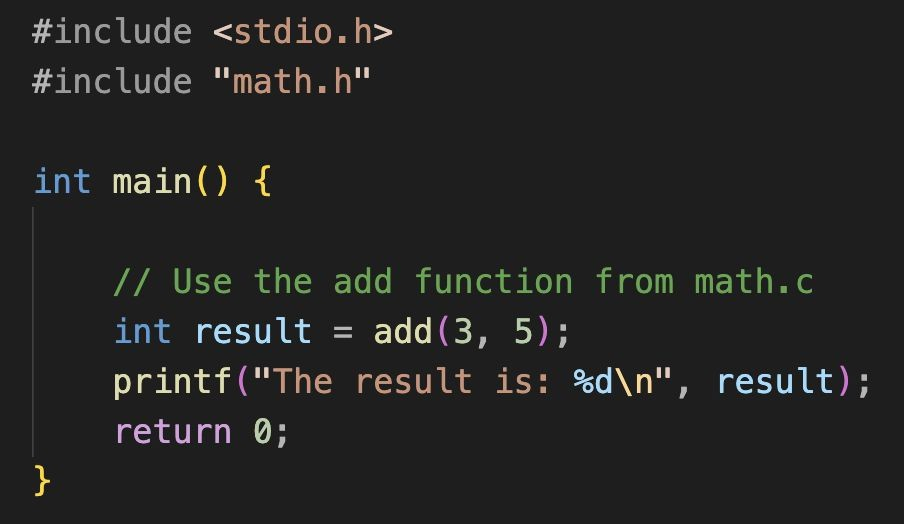 #include <stdio.h>
#include "math.h"
int main() {
// Use the add function from math.c
int result = add(3, 5);
printf("The result is: %d\n", result);
return 0;
}